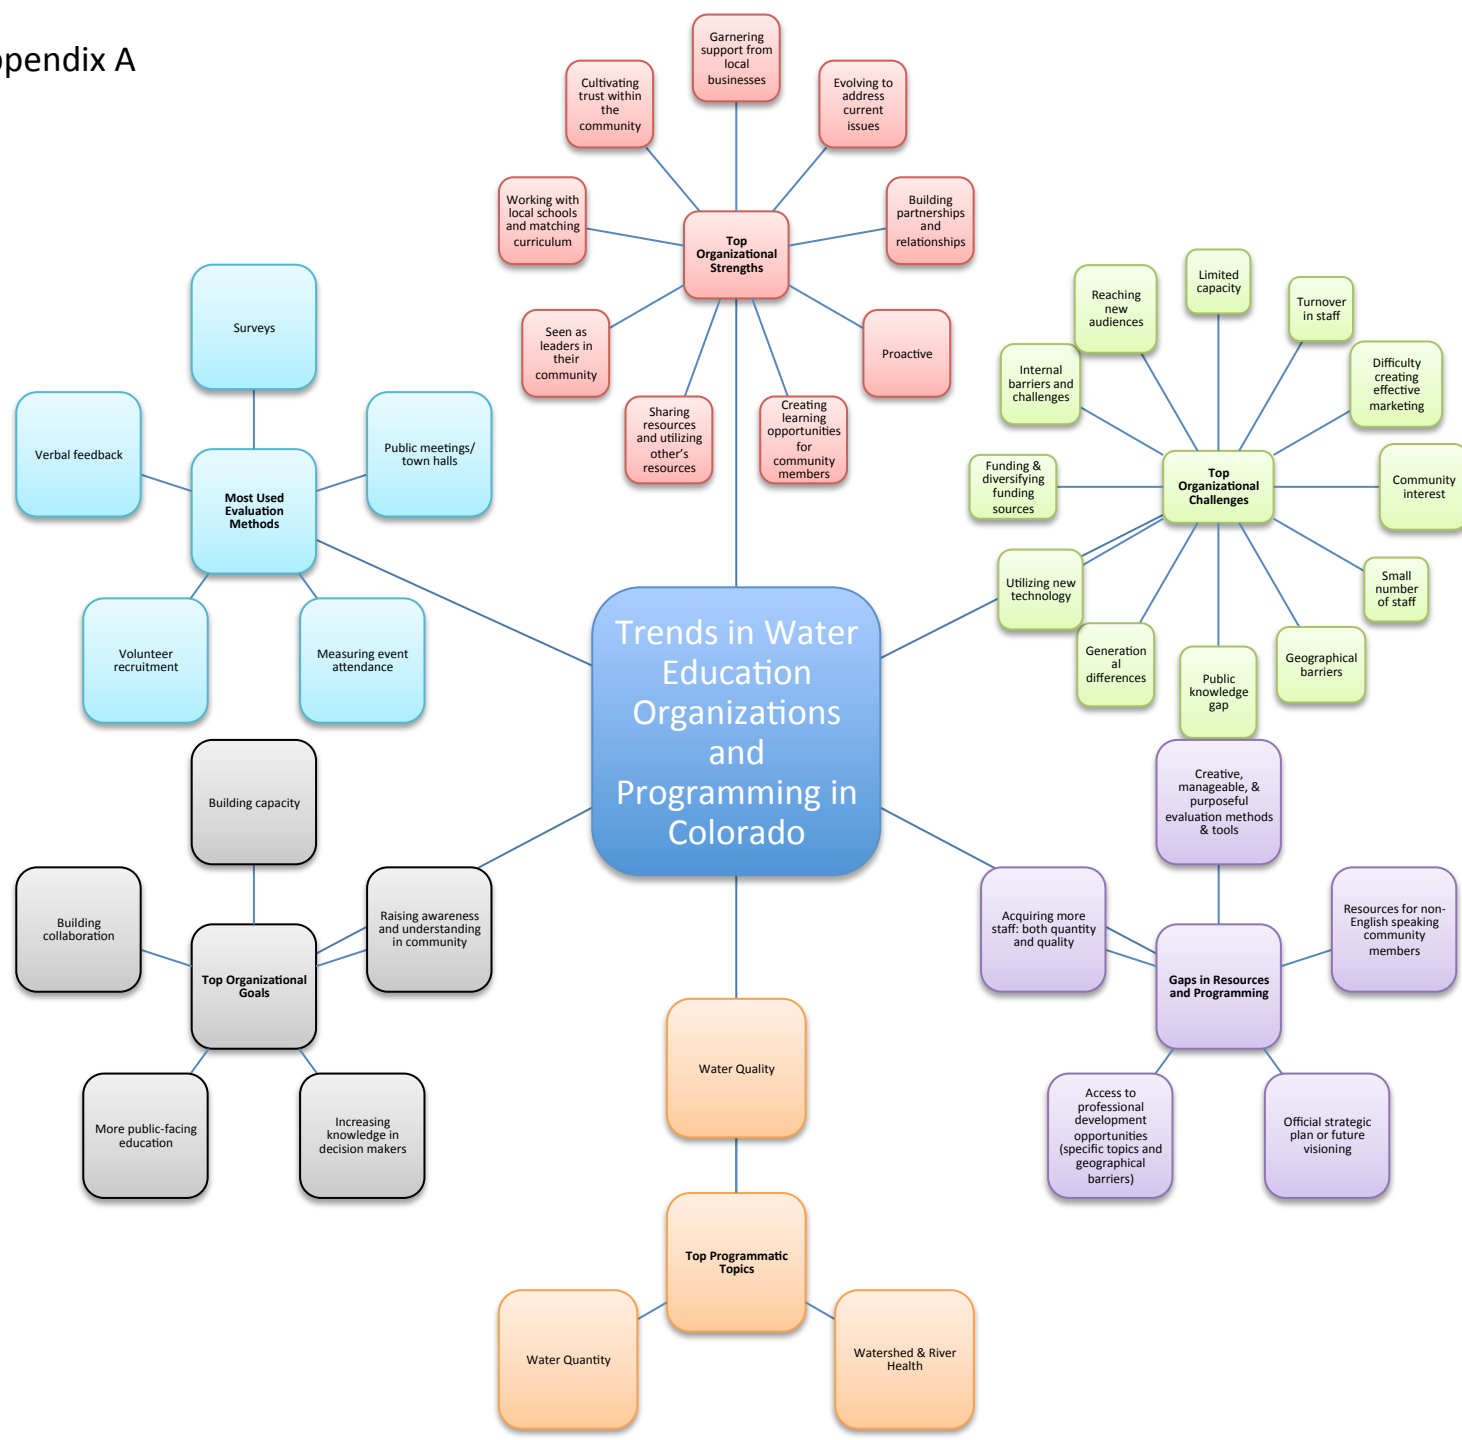 ppendix A
Garnering
support from
local
businesses
Cultivating
trust within
the
community
Evolving to
address
current
issues
Working with
local schools
and matching
curriculum
Building
partnerships
and
relationships
Top
Organizational
Strengths
Seen as
leaders in
their
community
Proactive
Sharing
resources
and utilizing
other's
resources
Creating
learning
opportunities
for
community
members
Surveys
Verbal feedback
Public meetings/
town halls
Most Used
Evaluation
Methods
Volunteer
recruitment
Measuring event
attendance
Limited
capacity
Reaching
new
audiences
Turnover
in staff
Internal
barriers and
challenges
Difficulty
creating
effective
marketing
Funding &
diversifying
funding
sources
Top
Organizational
Challenges
Community
interest
Utilizing new
technology
Small
number
of staff
Generation
al
differences
Public
knowledge
gap
Geographical
barriers
Trends in Water
Education
Organizations
and
Programming in
Colorado
Building capacity
Building
collaboration
Raising awareness
and understanding
in community
Top Organizational
Goals
More public-facing
education
Increasing
knowledge in
decision makers
Creative,
manageable, &
purposeful
evaluation methods
& tools
Acquiring more
staff: both quantity
and quality
Resources for non-
English speaking
community
members
Gaps in Resources
and Programming
Access to
professional
development
opportunities
(specific topics and
geographical
barriers)
Official strategic
plan or future
visioning
Water Quality
Top Programmatic
Topics
Water Quantity
Watershed & River
Health